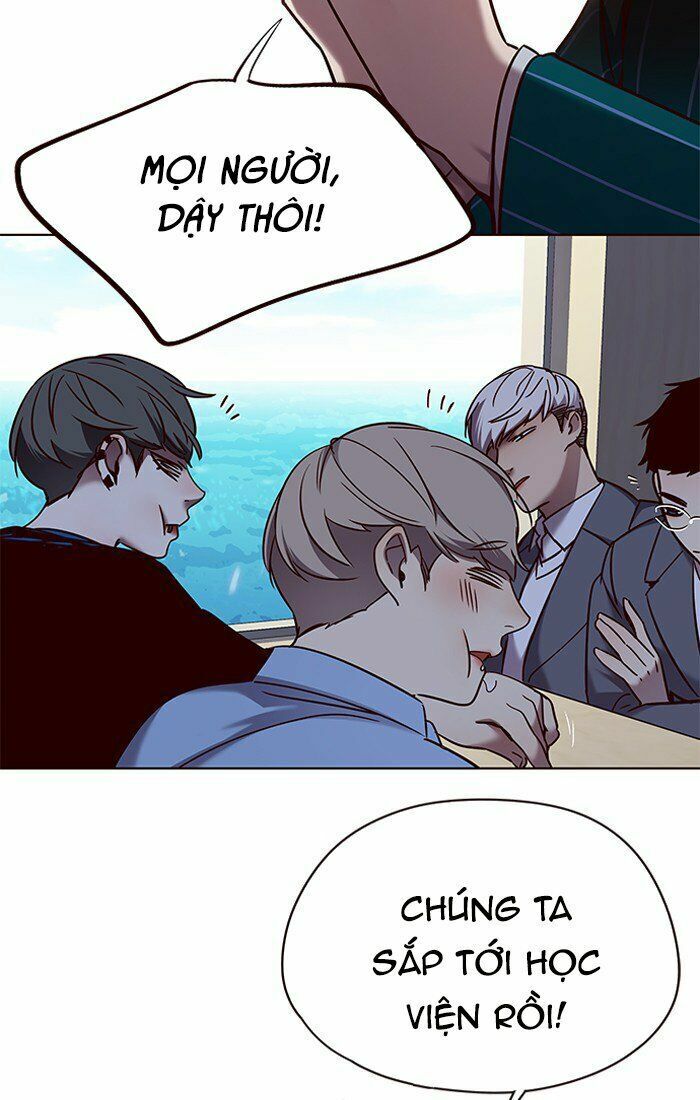 MỌI NGƯỜI,
DẬY THÔI!
CHÚNG TA
SẮP TỚI HỌC
VIỆN RỒI!